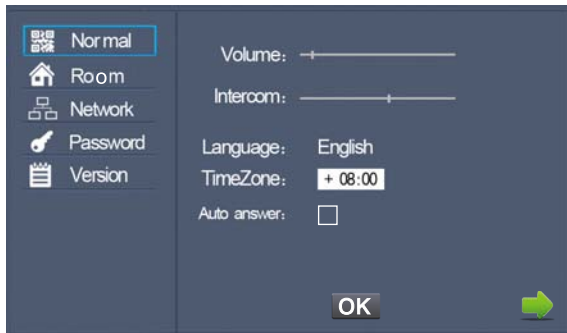 Normal
Room
Network
Password
Version
Volume:
Intercom:
Language: English
TimeZone: + 08:00
Auto answer:
OK